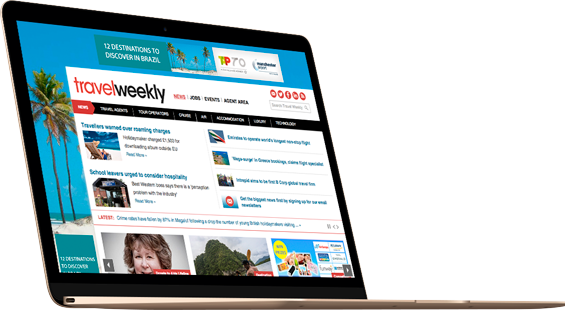 12 DESTINATIONS TO
DISCOVER IN BRAZIL
TP
manchester
airport
travelweekly
NEWS | JOBS | EVENTS | AGENT AREA
Search Travel Weekly
NEWS TRAVEL AGENTS TOUR OPERATORS CRUISE AIR ACCOMMODATION LUXURY TECHNOLOGY
Travellers warned over roaming charges
Holidaymaker charged £1,500 for
downloading album outside EU
Read More »
School leavers urged to consider hospitality
Best Western boss says there is a 'perception
problem with the industry'
Read More »
Emirates to operate world's longest non-stop flight
'Mega surge' in Greece bookings, claims flight specialist
Intrepid aims to be first B Corp global travel firm
Get the biggest news first by signing up for our email
newsletters
LATEST: Crime rates have fallen by 67% in Magaluf following a drop the number of young British holidaymakers visiting ... »
12 DESTINATIONS
TO DISCOVER
IN BRAZIL